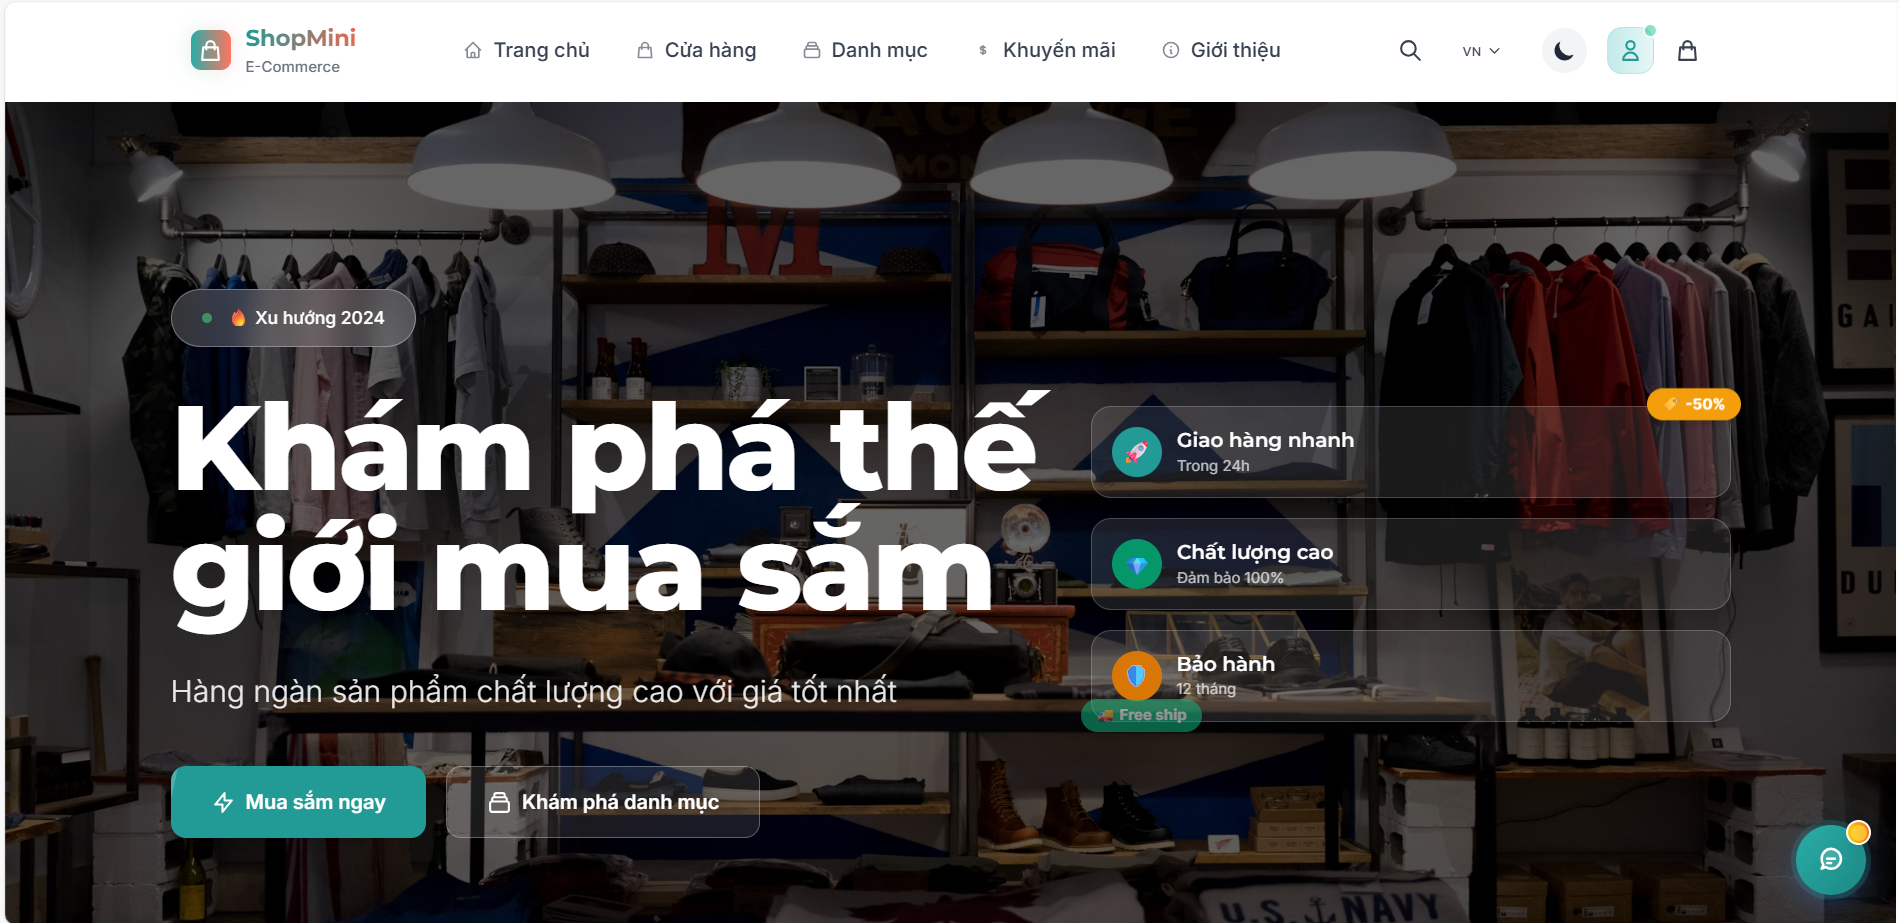 ShopMini
E-Commerce
Trang chủ
Cửa hàng
Danh mục
Khuyến mãi
Giới thiệu
VN
Xu hướng 2024
Khám phá thế
giới mua sắm
Hàng ngàn sản phẩm chất lượng cao với giá tốt nhất
Mua sắm ngay
Khám phá danh mục
-50%
Giao hàng nhanh
Trong 24h
Chất lượng cao
Đảm bảo 100%
Bảo hành
12 tháng
Free ship
U.S. NAVY